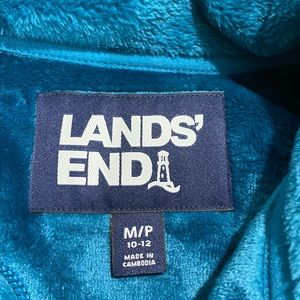 LANDS'
END
M/P
10-12
MADE IN
CAMBODIA